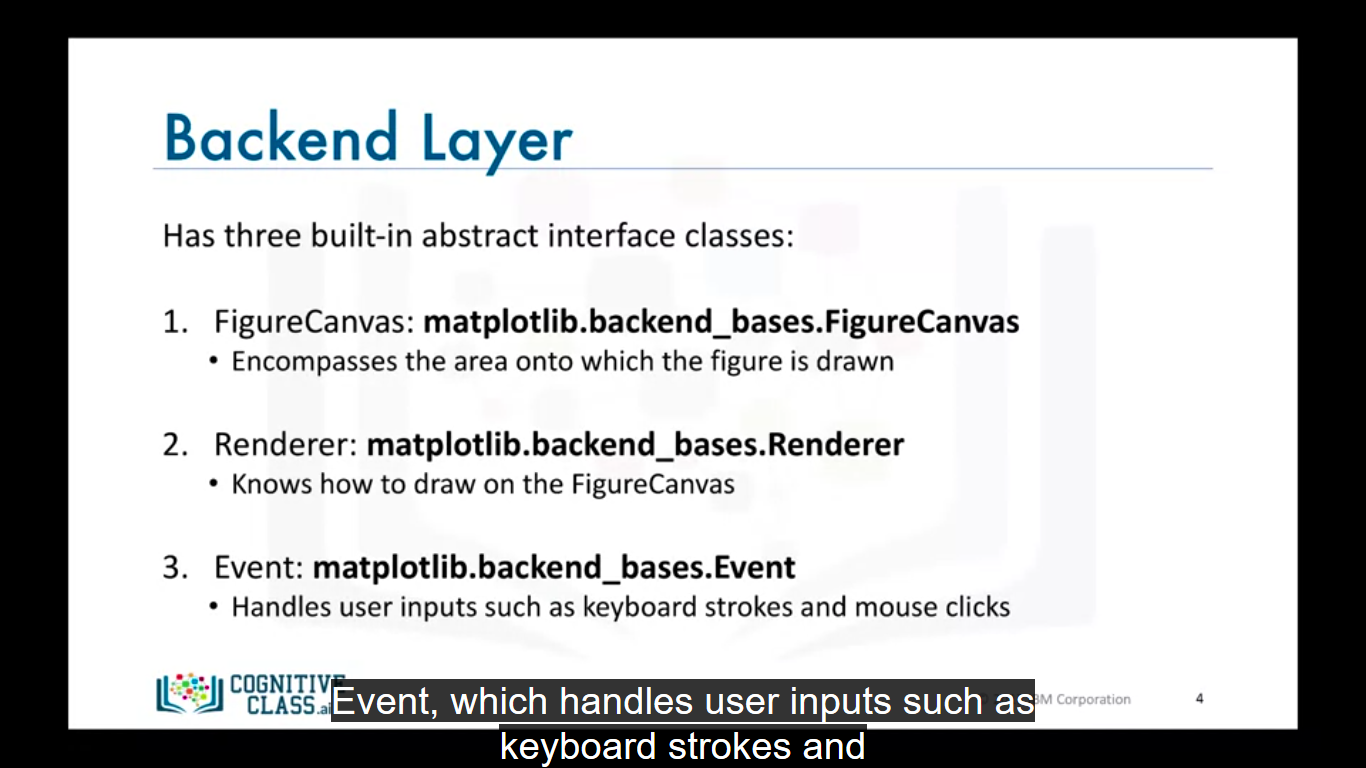 Backend Layer
Has three built-in abstract interface classes:
1. FigureCanvas: matplotlib.backend_bases.FigureCanvas
• Encompasses the area onto which the figure is drawn
2. Renderer: matplotlib.backend_bases.Renderer
• Knows how to draw on the FigureCanvas
3. Event: matplotlib.backend_bases.Event
• Handles user inputs such as keyboard strokes and mouse clicks
COGNITIVE
CLASS.ai
Corporation 4
Event, which handles user inputs such as
keyboard strokes and